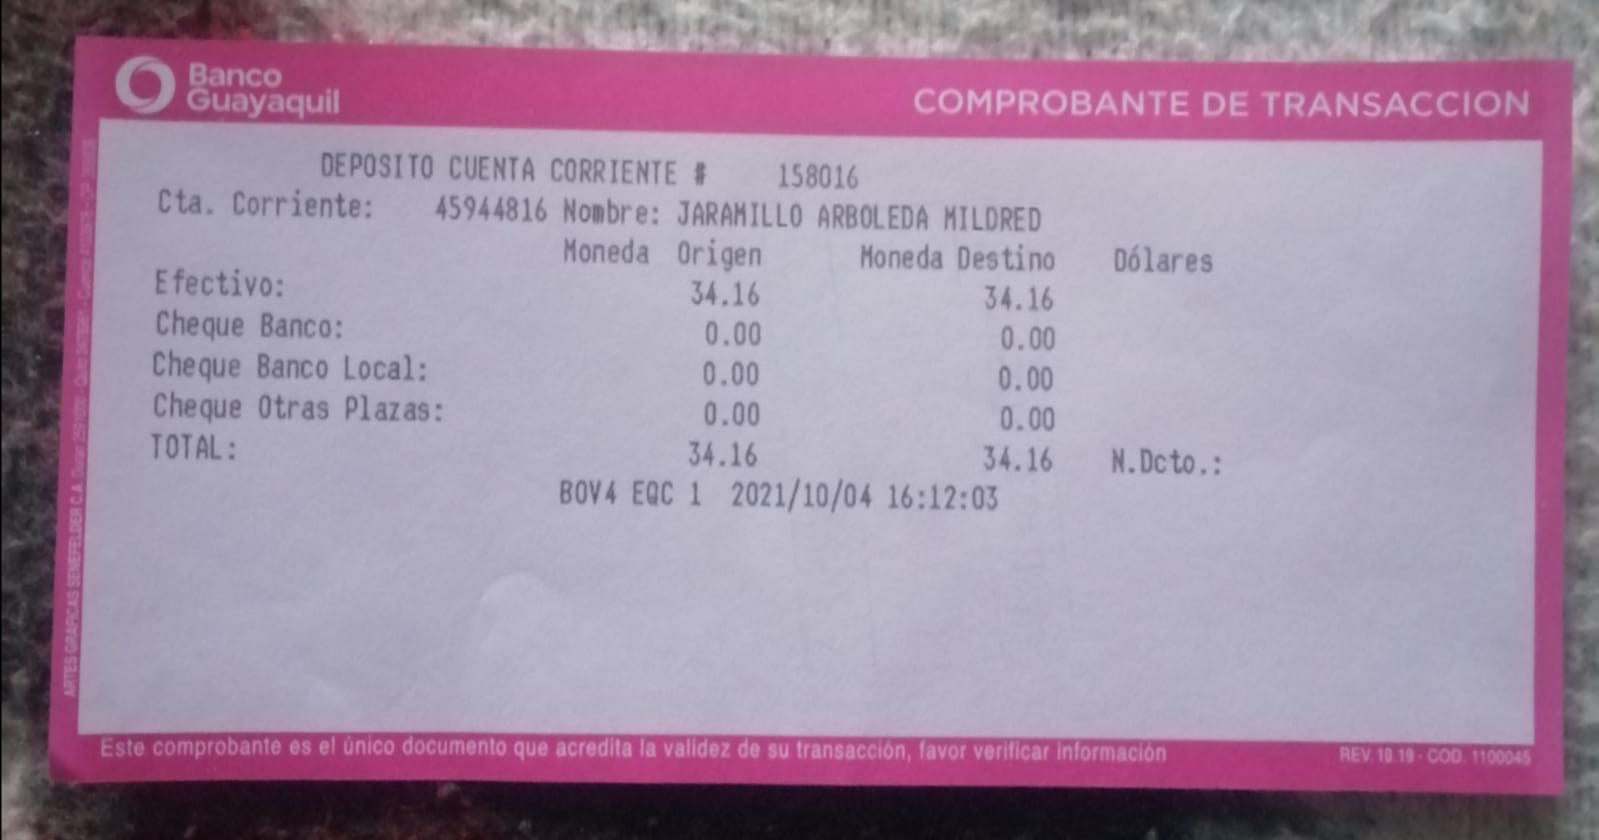 Banco
Guayaquil
COMPROBANTE DE TRANSACCION
DEPOSITO CUENTA CORRIENTE # 158016
Cta. Corriente: 45944816 Nombre: JARAMILLO ARBOLEDA MILDRED
Moneda Origen Moneda Destino Dólares
Efectivo: 34.16 34.16
Cheque Banco: 0.00 0.00
Cheque Banco Local: 0.00 0.00
Cheque Otras Plazas: 0.00 0.00
TOTAL: 34.16 34.16 N.Dcto.:
BOV4 EQC 1 2021/10/04 16:12:03
Este comprobante es el único documento que acredita la validez de su transacción, favor verificar información
REV. 10.19 - COD. 1100045
ARTES GRAFICAS SENEFELDER C.A.